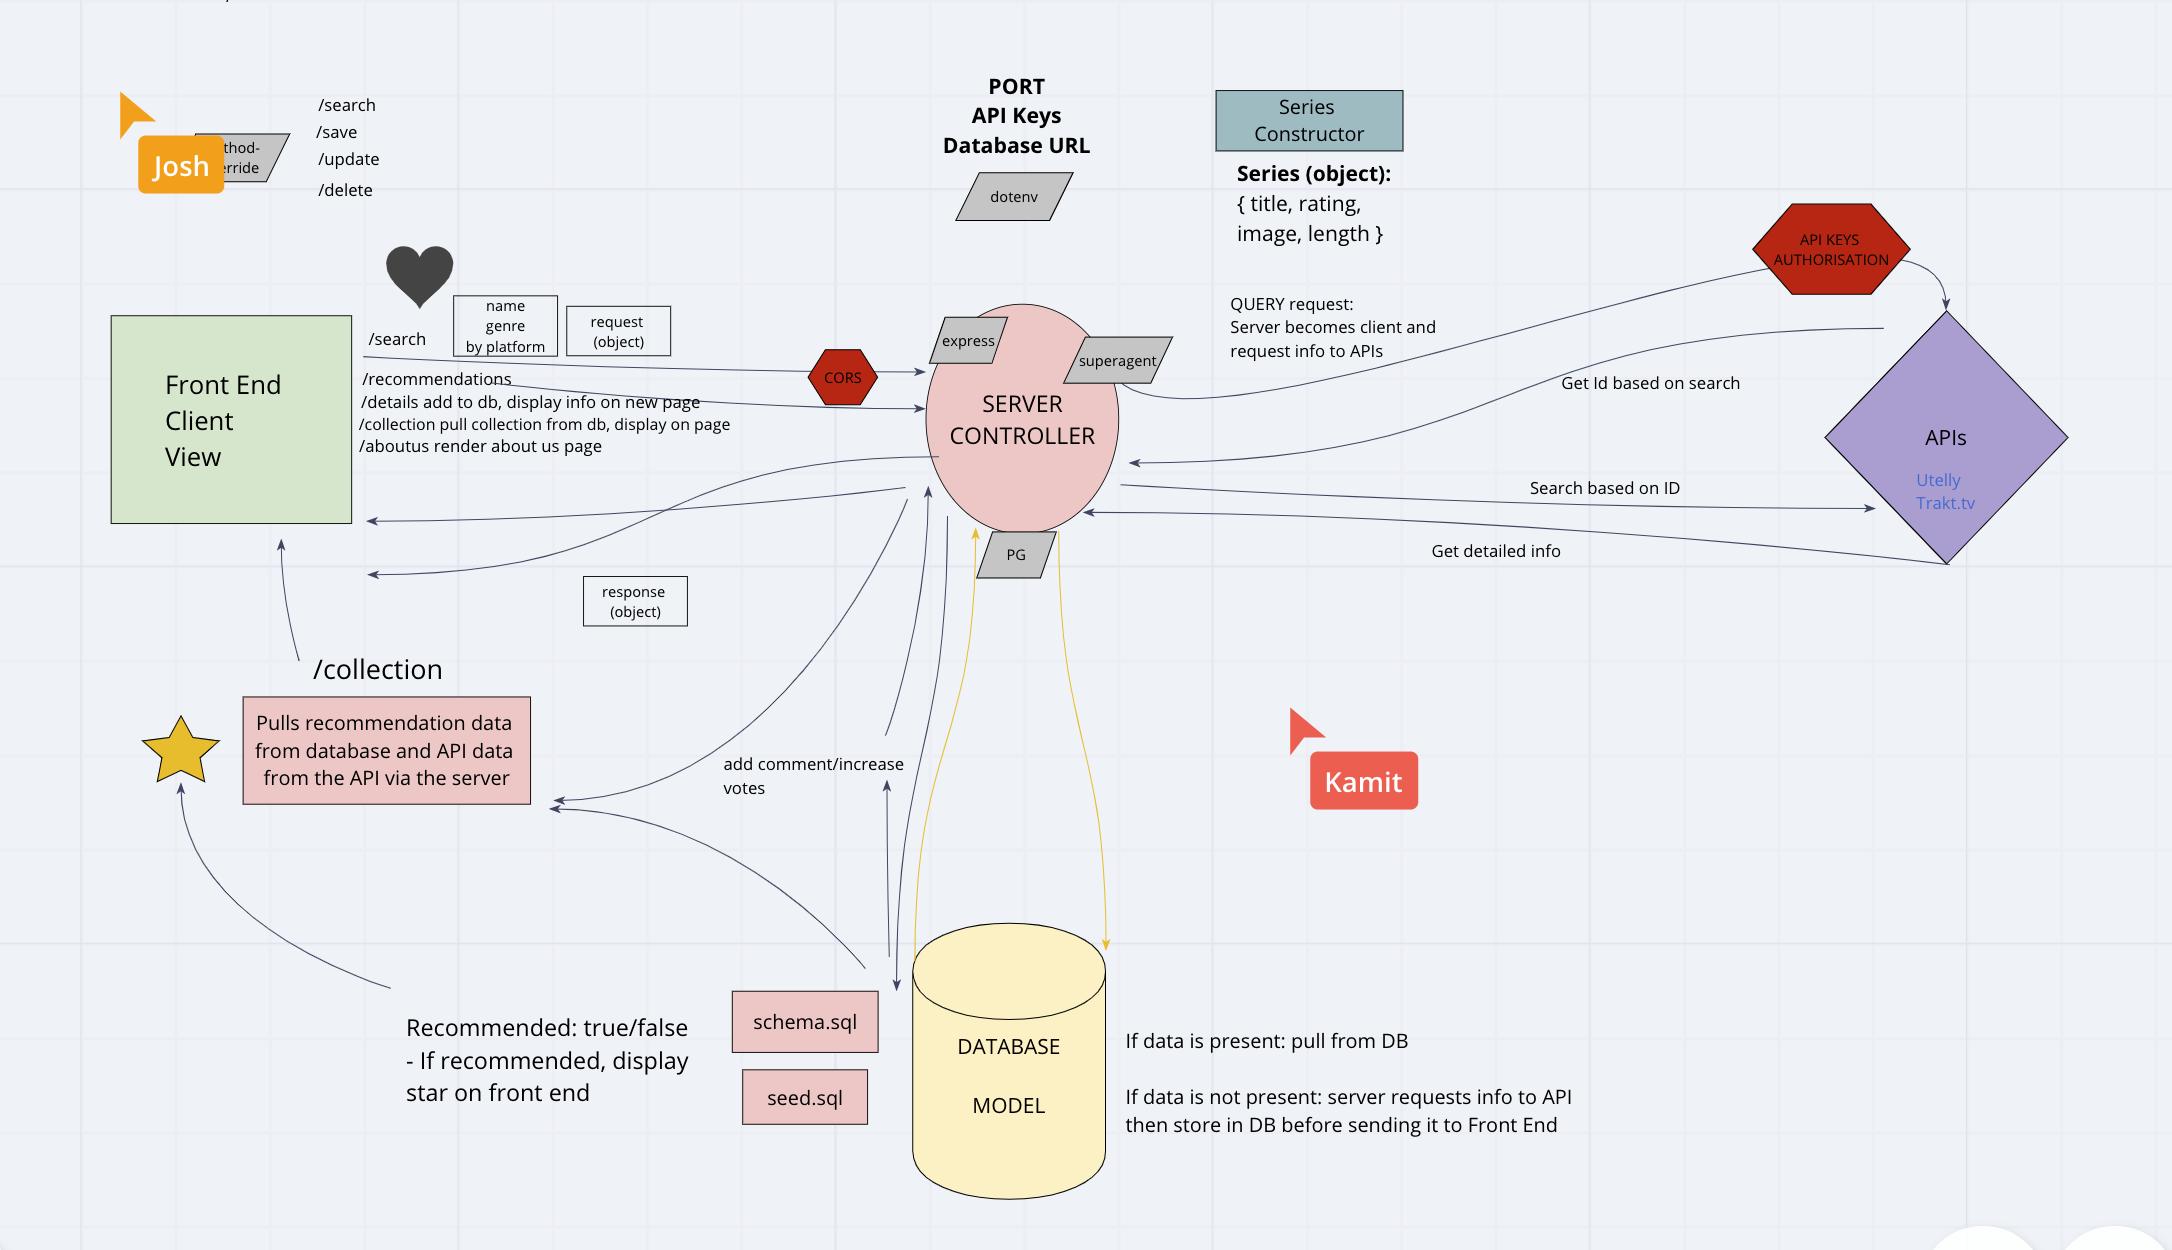 /search
/save
/update
/delete
Josh
PORT
API Keys
Database URL
dotenv
Series
Constructor
Series (object):
{ title, rating,
image, length }
API KEYS
AUTHORISATION
name
genre
by platform
request
(object)
/search
/recommendations
/details add to db, display info on new page
/collection pull collection from db, display on page
/aboutus render about us page
Front End
Client
View
CORS
express
superagent
SERVER
CONTROLLER
PG
QUERY request:
Server becomes client and
request info to APIs
Get Id based on search
Search based on ID
Get detailed info
APIs
Utelly
Trakt.tv
response
(object)
/collection
Pulls recommendation data
from database and API data
from the API via the server
add comment/increase
votes
Kamit
Recommended: true/false
- If recommended, display
star on front end
schema.sql
seed.sql
DATABASE
MODEL
If data is present: pull from DB
If data is not present: server requests info to API
then store in DB before sending it to Front End